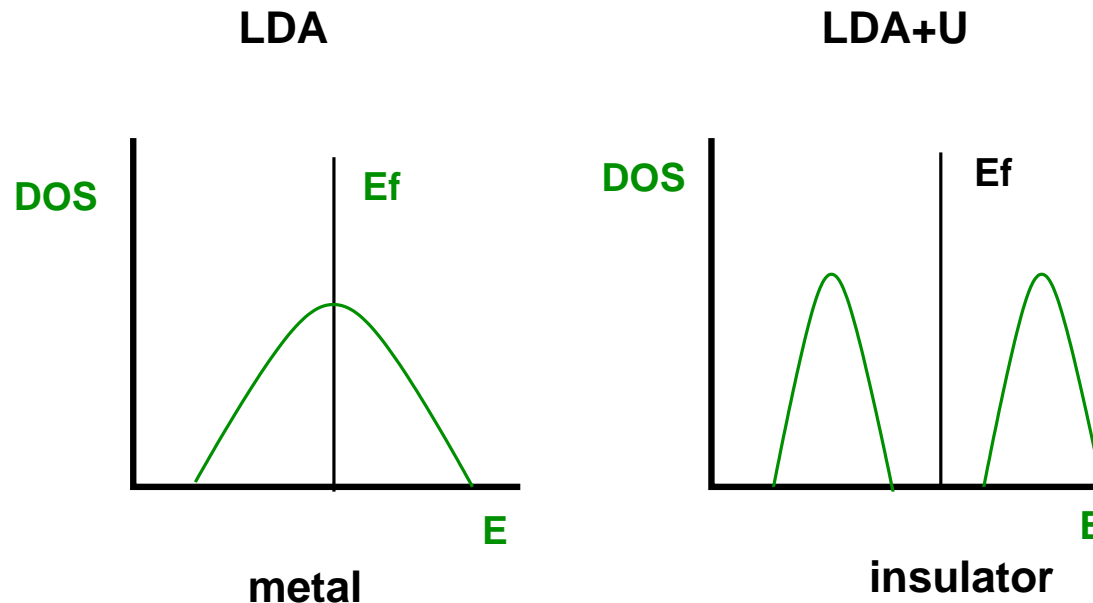 LDA
DOS
Ef
E
metal
LDA+U
DOS
Ef
E
insulator